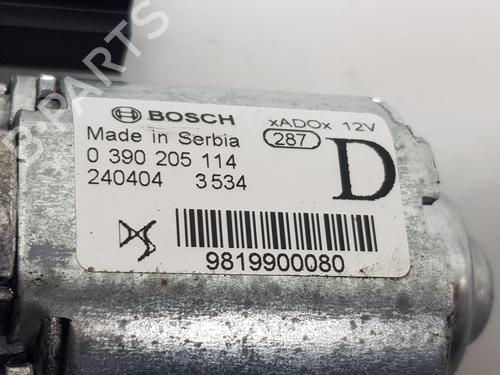 BOSCH xADOx 12V
Made in Serbia 287
0 390 205 114 D
240404 3534
9819900080
B-PARTS